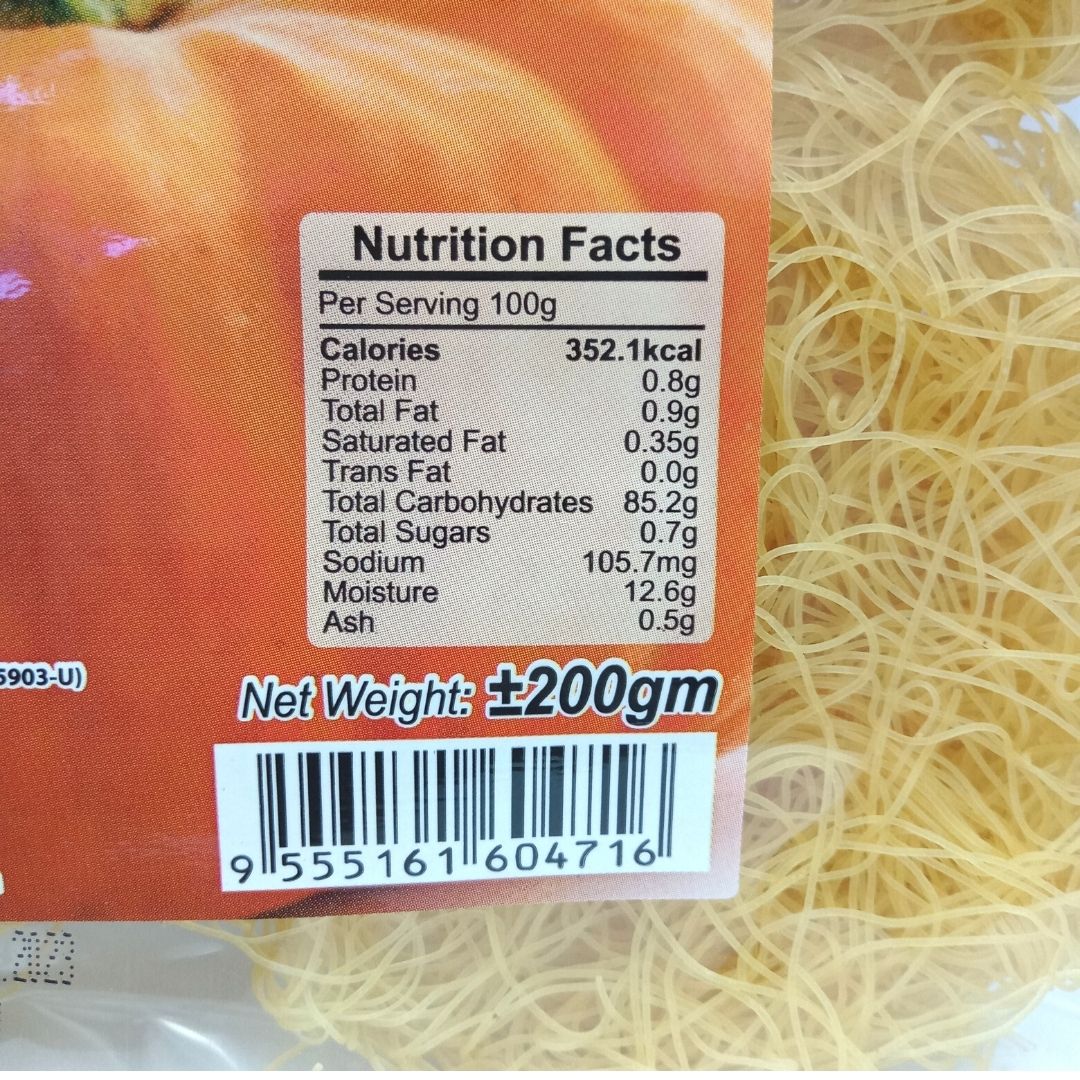 Nutrition Facts
Per Serving 100g
Calories 352.1kcal
Protein 0.8g
Total Fat 0.9g
Saturated Fat 0.35g
Trans Fat 0.0g
Total Carbohydrates 85.2g
Total Sugars 0.7g
Sodium 105.7mg
Moisture 12.6g
Ash 0.5g
5903-U)
Net Weight: ±200gm
9 555161 604716